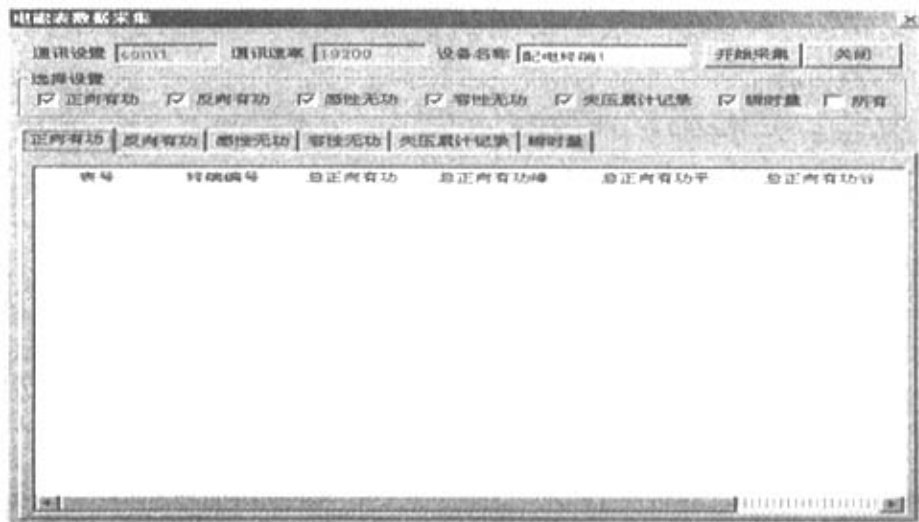 电能表数据采集
通讯设置 com1 通讯速率 19200 设备名称 配电终端1 开始采集 关闭
选择设置
正向有功 反向有功 感性无功 容性无功 失压累计记录 瞬时量 所有
正向有功 反向有功 感性无功 容性无功 失压累计记录 瞬时量
表号 终端编号 总正向有功 总正向有功峰 总正向有功平 总正向有功谷